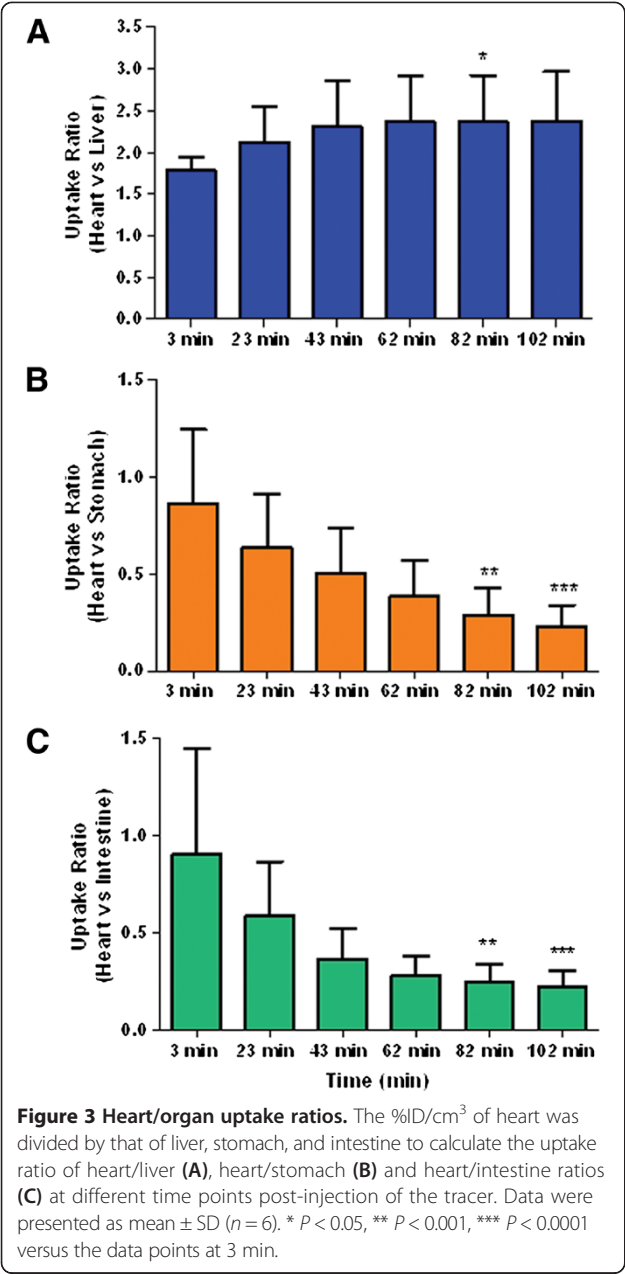 A
Uptake Ratio
(Heart vs Liver)
3.5
3.0
2.5
2.0
1.5
1.0
0.5
0.0
*
3 min 23 min 43 min 62 min 82 min 102 min
B
Uptake Ratio
(Heart vs Stomach)
1.5
1.0
0.5
0.0
** ***
3 min 23 min 43 min 62 min 82 min 102 min
C
Uptake Ratio
(Heart vs Intestine)
1.5
1.0
0.5
0.0
** ***
3 min 23 min 43 min 62 min 82 min 102 min
Time (min)
Figure 3 Heart/organ uptake ratios. The %ID/cm³ of heart was
divided by that of liver, stomach, and intestine to calculate the uptake
ratio of heart/liver (A), heart/stomach (B) and heart/intestine ratios
(C) at different time points post-injection of the tracer. Data were
presented as mean ± SD (n = 6). * P < 0.05, ** P < 0.001, *** P < 0.0001
versus the data points at 3 min.